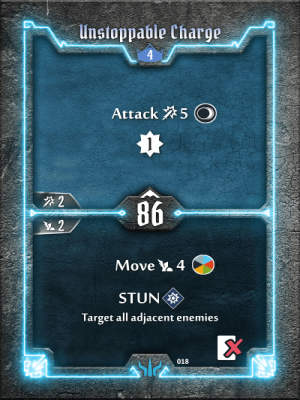 Unstoppable Charge
4
Attack 5
1
2
86
2
Move 4
STUN
Target all adjacent enemies
018